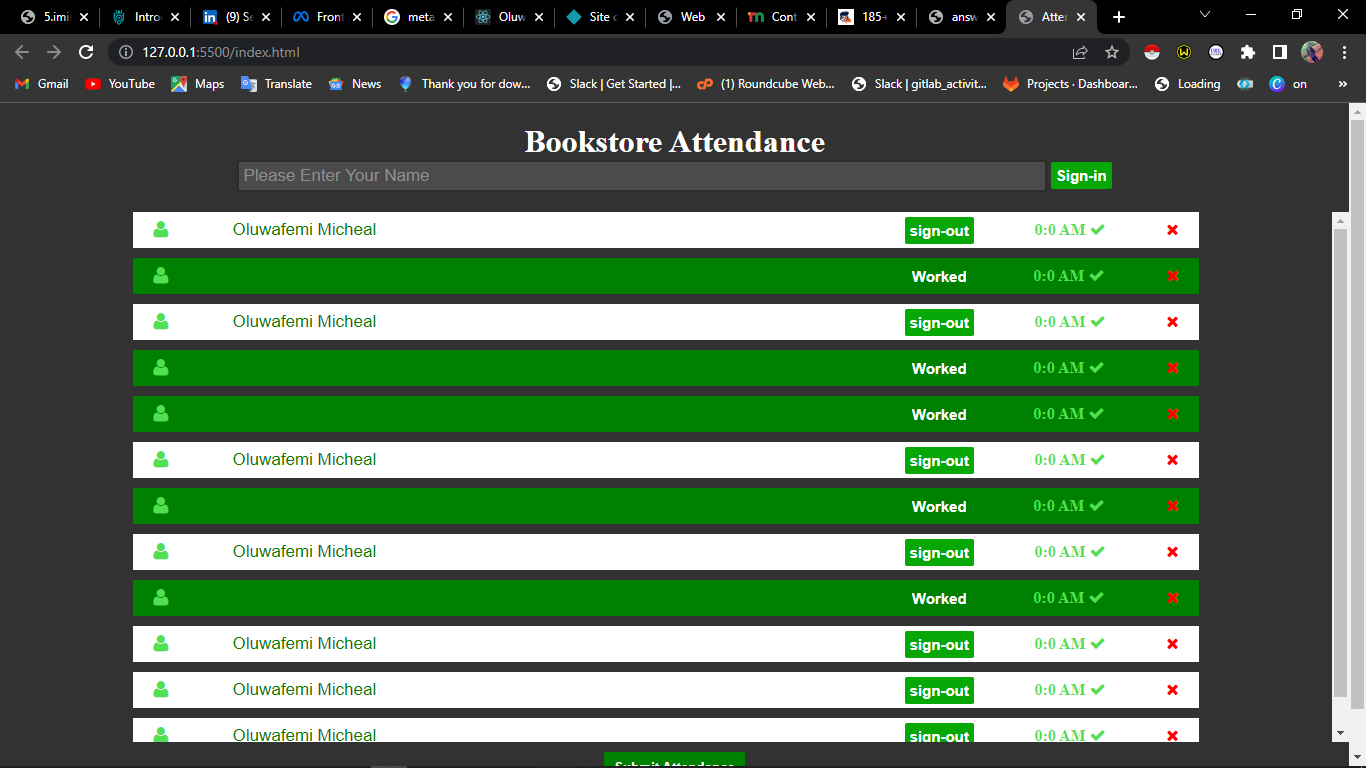 5.imi Intro (9) Se Front meta Oluw Site c Web Cont 185+ answ Atter
127.0.0.1:5500/index.html
Gmail YouTube Maps Translate News Thank you for dow... Slack | Get Started |... (1) Roundcube Web... Slack | gitlab_activit... Projects · Dashboar... Loading on »
Bookstore Attendance
Please Enter Your Name Sign-in
Oluwafemi Micheal sign-out 0:0 AM
Worked 0:0 AM
Oluwafemi Micheal sign-out 0:0 AM
Worked 0:0 AM
Worked 0:0 AM
Oluwafemi Micheal sign-out 0:0 AM
Worked 0:0 AM
Oluwafemi Micheal sign-out 0:0 AM
Worked 0:0 AM
Oluwafemi Micheal sign-out 0:0 AM
Oluwafemi Micheal sign-out 0:0 AM
Oluwafemi Micheal sign-out 0:0 AM
Submit Attendance